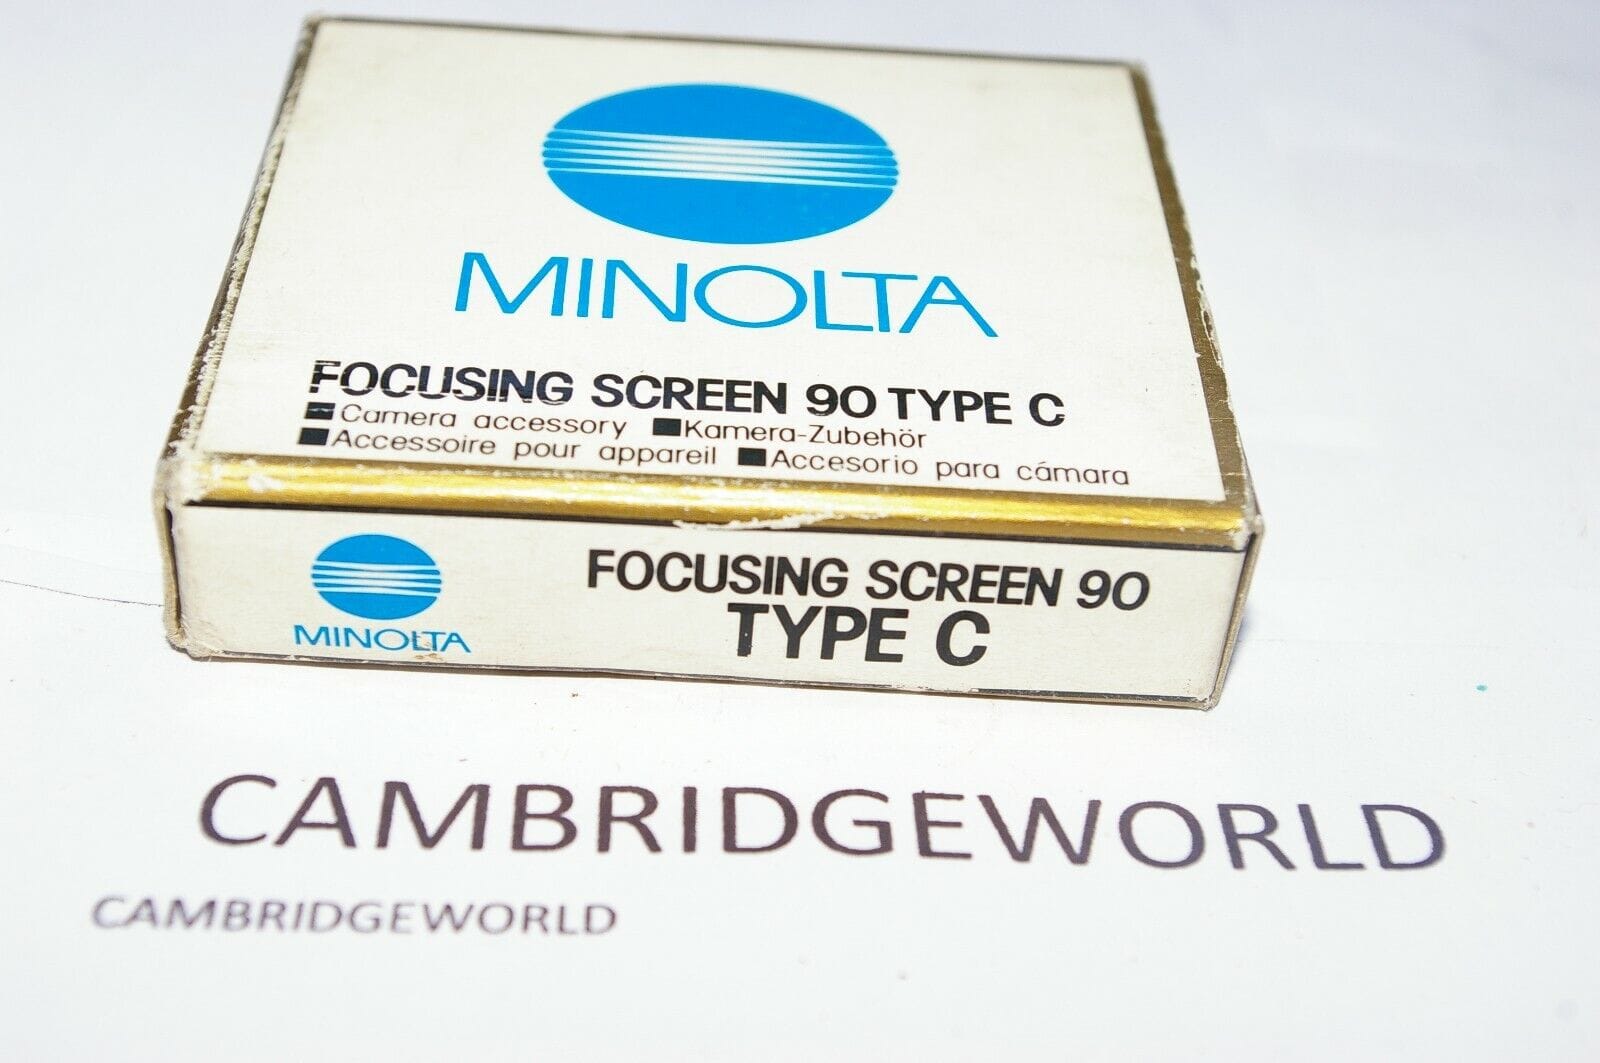 MINOLTA
FOCUSING SCREEN 90 TYPE C
■Camera accessory ■Kamera-Zubehör
■Accessoire pour appareil ■Accesorio para cámara
MINOLTA
FOCUSING SCREEN 90
TYPE C
CAMBRIDGEWORLD
CAMBRIDGEWORLD